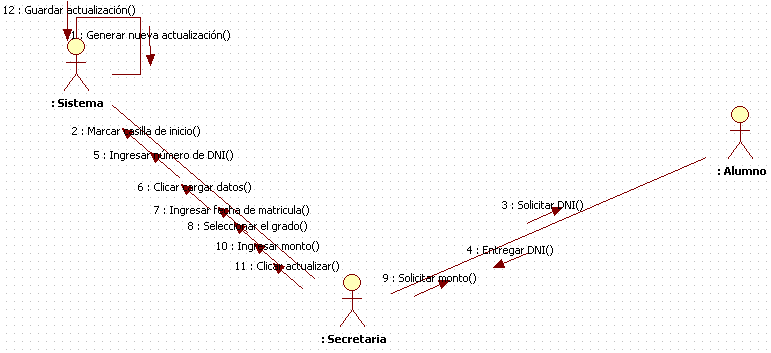 12 : Guardar actualización()
1 : Generar nueva actualización()
: Sistema
2 : Marcar casilla de inicio()
: Alumno
5 : Ingresar número de DNI()
6 : Clicar cargar datos()
3 : Solicitar DNI()
7 : Ingresar fecha de matricula()
8 : Seleccionar el grado()
10 : Ingresar monto()
4 : Entregar DNI()
11 : Clicar actualizar()
9 : Solicitar monto()
: Secretaria